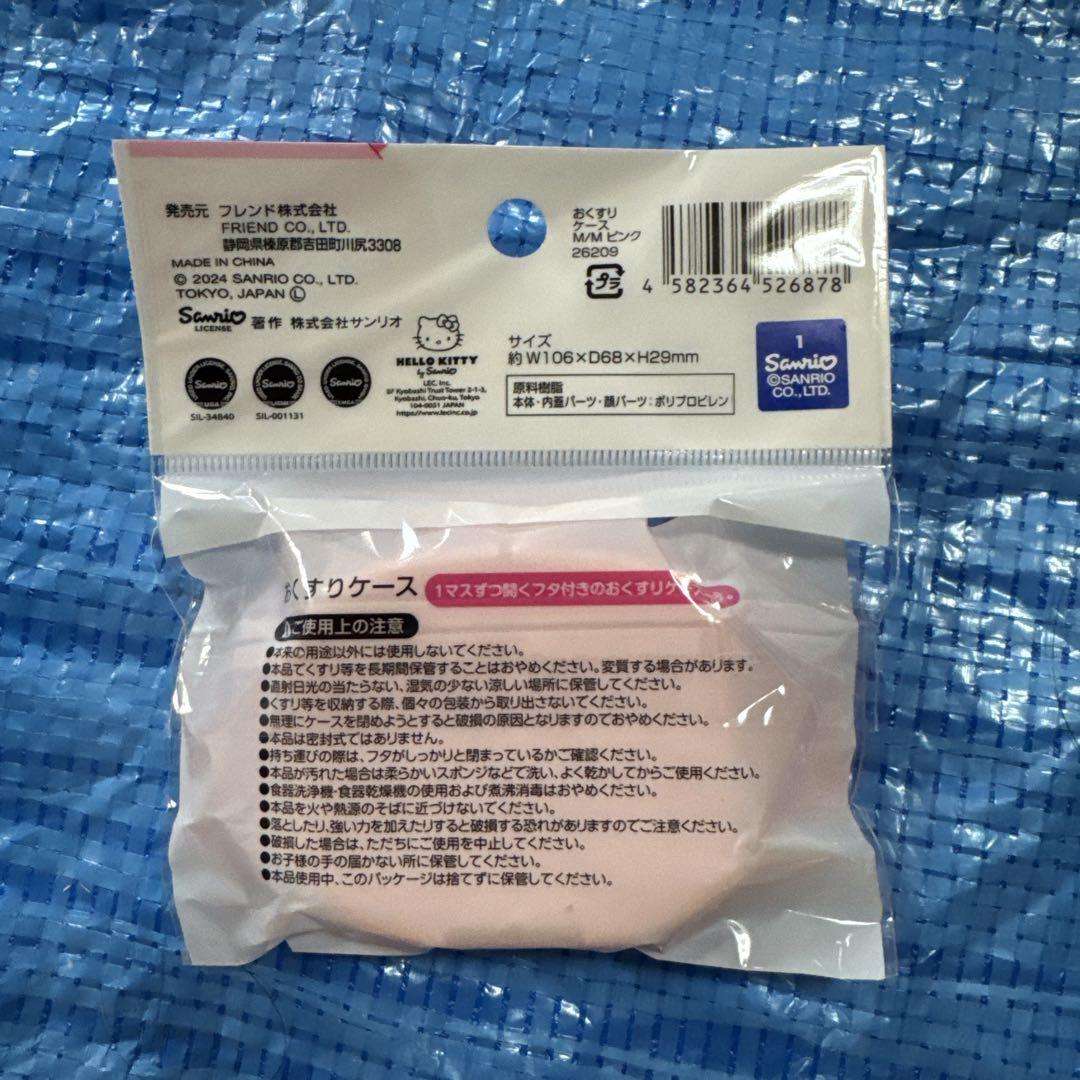 発売元 フレンド株式会社
FRIEND CO., LTD.
静岡県榛原郡吉田町川尻3308
MADE IN CHINA
© 2024 SANRIO CO., LTD.
TOKYO, JAPAN Ⓛ
Sanrio
LICENSE
著作 株式会社サンリオ
Sanrio
Sanrio
Sanrio
SIL-34840
SIL-001131
HELLO KITTY
by Sanrio
LEC, Inc.
6F Kyobashi Trust Tower 2-1-3,
Kyobashi, Chuo-ku, Tokyo
104-0031 JAPAN
https://www.lecinc.co.jp
おくすり
ケース
M/M ピンク
26209
プラ
4 582364 526878
サイズ
約 W106×D68×H29mm
原料樹脂
本体・内蓋パーツ・顔パーツ：ポリプロピレン
1
Sanrio
©SANRIO
CO., LTD.
おくすりケース
1マスずつ開くフタ付きのおくすりケース。
ご使用上の注意
●本来の用途以外には使用しないでください。
●本品でくすり等を長期間保管することはおやめください。変質する場合があります。
●直射日光の当たらない、湿気の少ない涼しい場所に保管してください。
●くすり等を収納する際、個々の包装から取り出さないでください。
●無理にケースを閉めようとすると破損の原因となりますのでおやめください。
●本品は密封式ではありません。
●持ち運びの際は、フタがしっかりと閉まっているかご確認ください。
●本品が汚れた場合は柔らかいスポンジなどで洗い、よく乾かしてからご使用ください。
●食器洗浄機・食器乾燥機の使用および煮沸消毒はおやめください。
●本品を火や熱源のそばに近づけないでください。
●落としたり、強い力を加えたりすると破損する恐れがありますのでご注意ください。
●破損した場合は、ただちにご使用を中止してください。
●お子様の手の届かない所に保管してください。
●本品使用中、このパッケージは捨てずに保管してください。